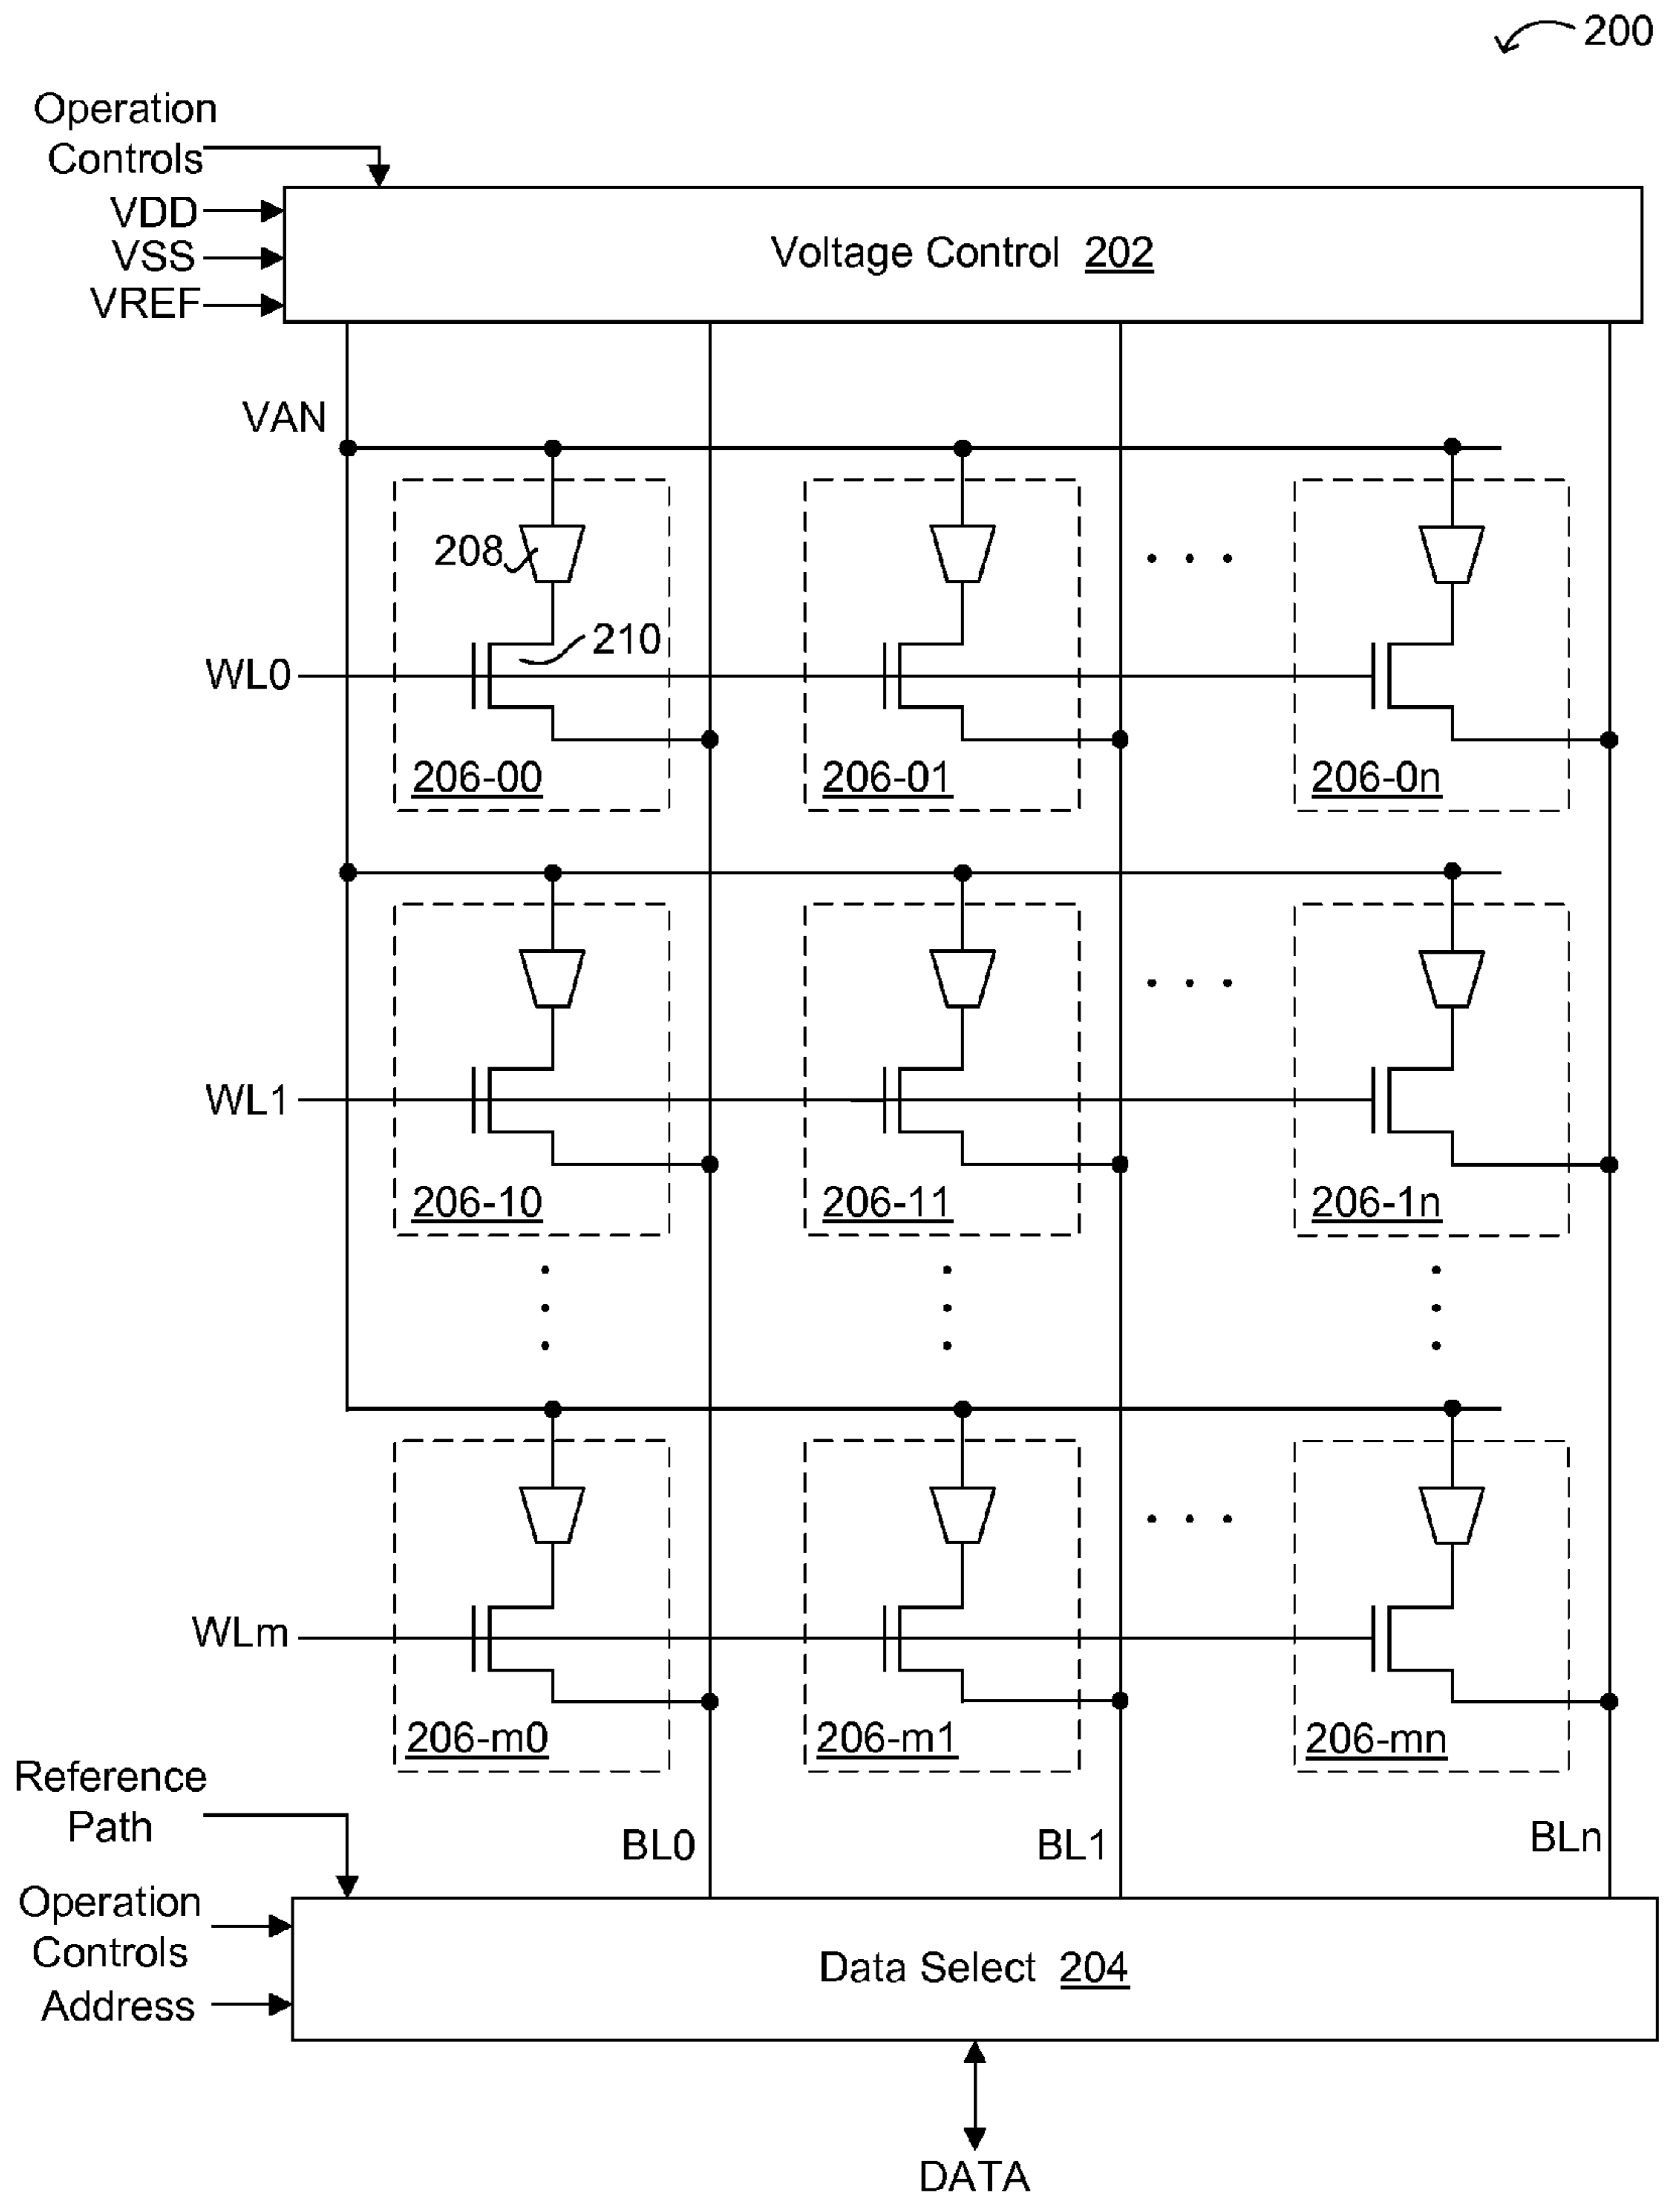 200
Operation
Controls
VDD
VSS
VREF
Voltage Control 202
VAN
208
210
WL0
206-00
206-01
206-0n
WL1
206-10
206-11
206-1n
WLm
206-m0
206-m1
206-mn
Reference
Path
BL0
BL1
BLn
Operation
Controls
Address
Data Select 204
DATA